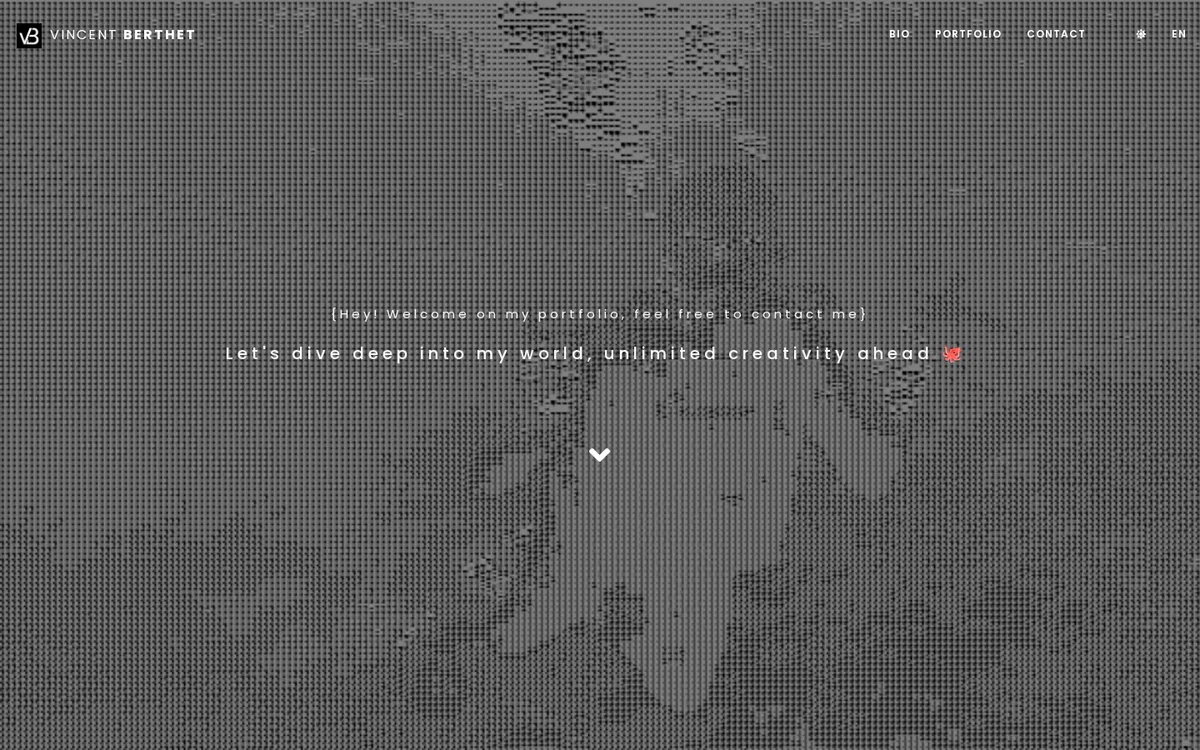 VB VINCENT BERTHET
BIO PORTFOLIO CONTACT EN
{Hey! Welcome on my portfolio, feel free to contact me}
Let's dive deep into my world, unlimited creativity ahead 🐙